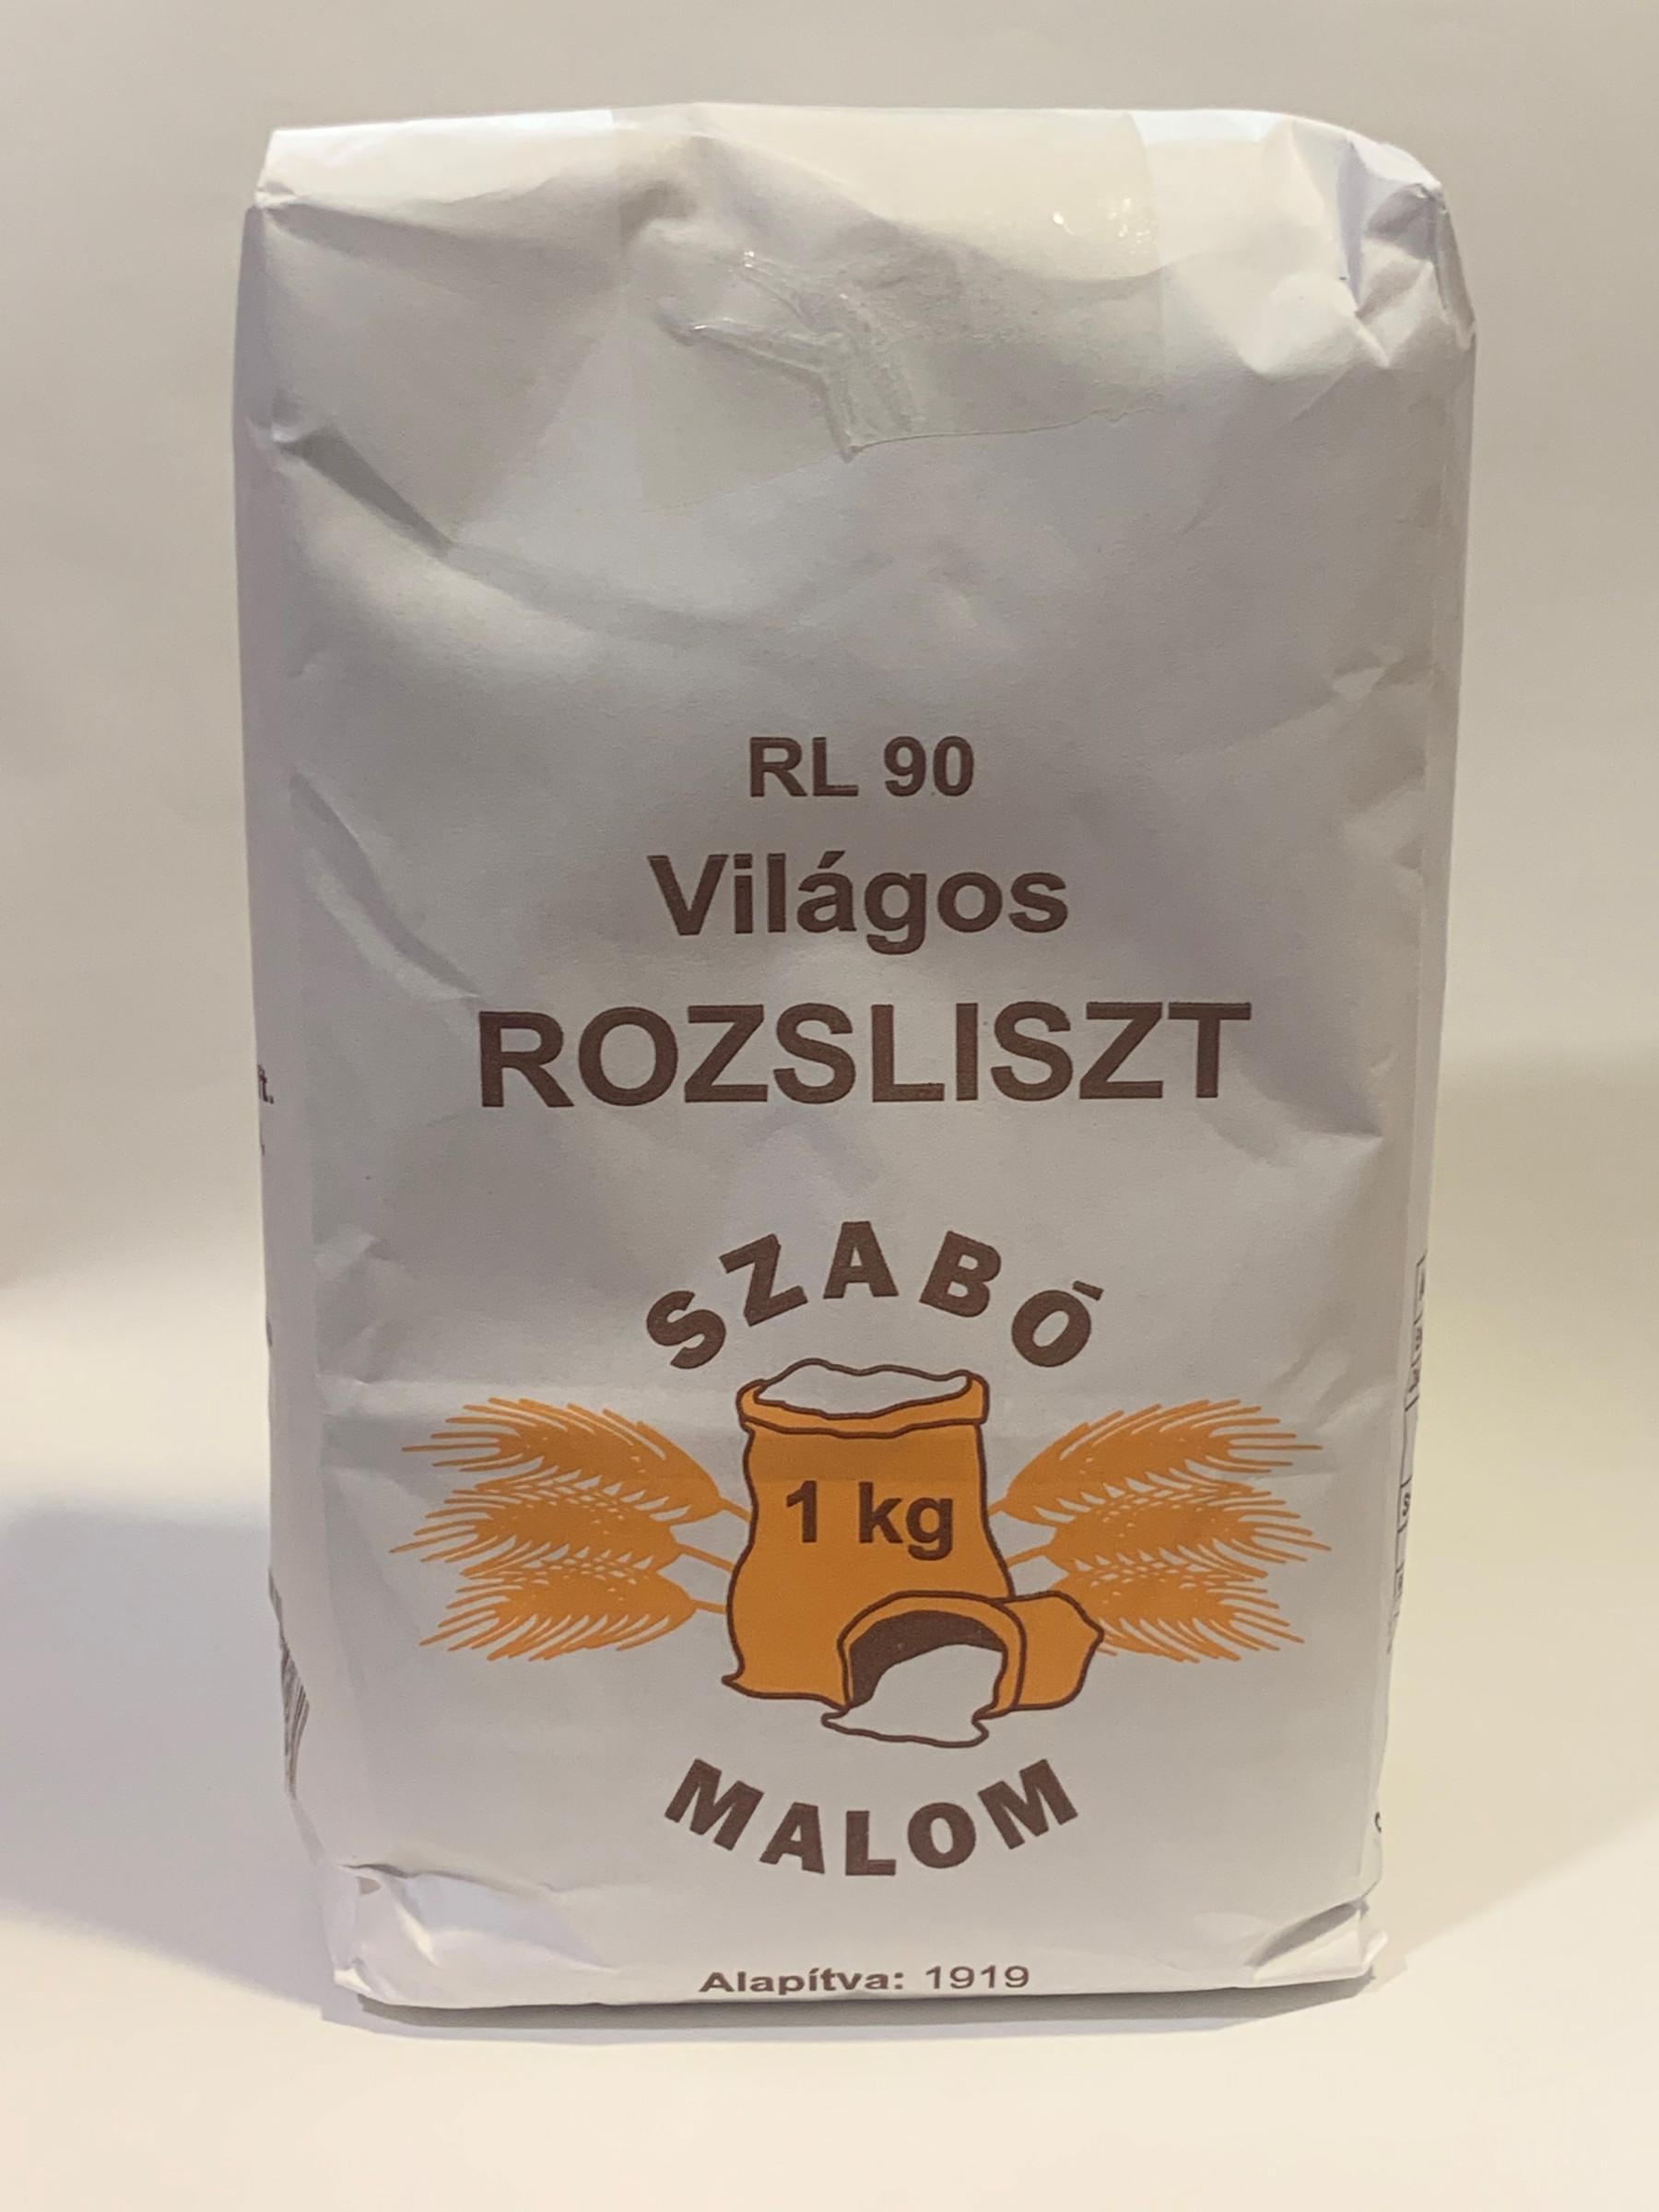 RL 90
Világos
ROZSLISZT
SZABÓ
1 kg
MALOM
Alapítva: 1919